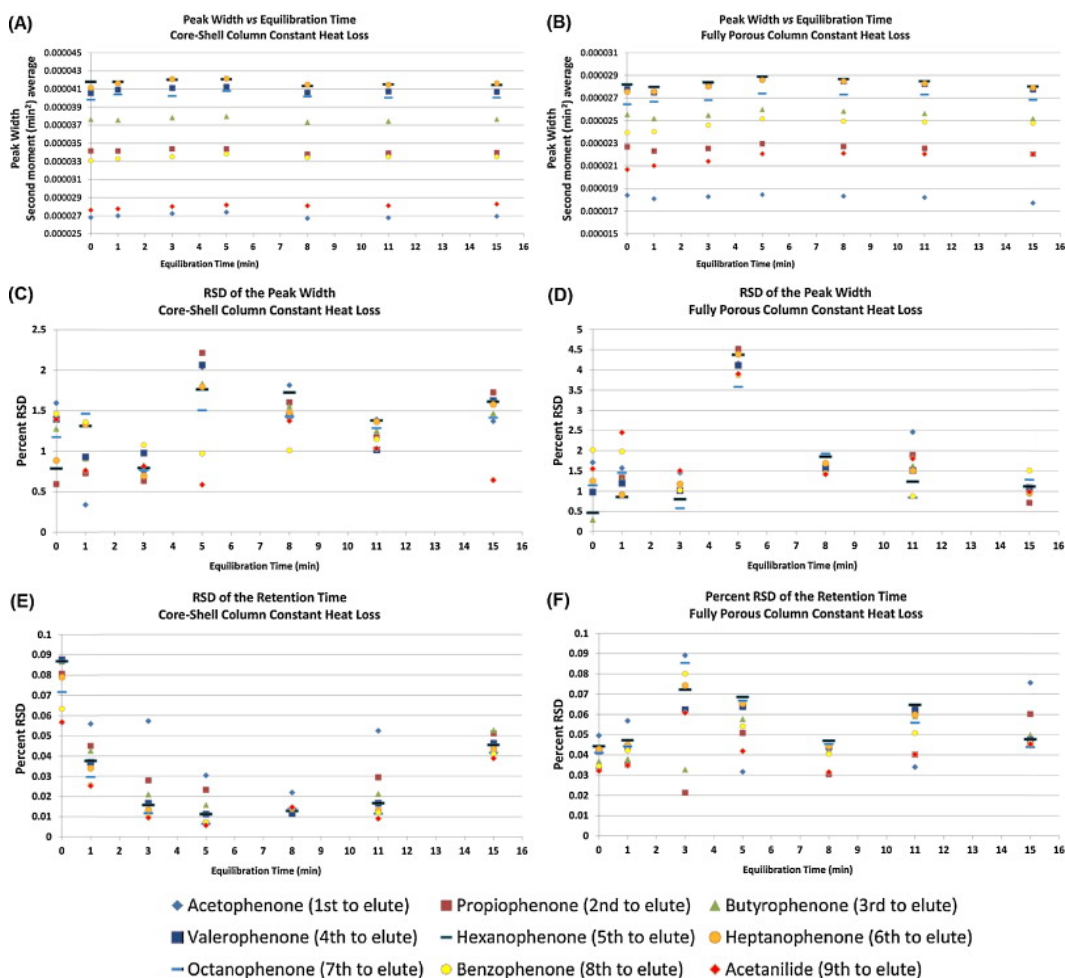 (A)
Peak Width vs Equilibration Time
Core-Shell Column Constant Heat Loss
Peak Width
Second moment (min²) average
0.000045
0.000043
0.000041
0.000039
0.000037
0.000035
0.000033
0.000031
0.000029
0.000027
0.000025
0 1 2 3 4 5 6 7 8 9 10 11 12 13 14 15 16
Equilibration Time (min)
(B)
Peak Width vs Equilibration Time
Fully Porous Column Constant Heat Loss
Peak Width
Second moment (min²) average
0.000031
0.000029
0.000027
0.000025
0.000023
0.000021
0.000019
0.000017
0.000015
0 1 2 3 4 5 6 7 8 9 10 11 12 13 14 15 16
Equilibration Time (min)
(C)
RSD of the Peak Width
Core-Shell Column Constant Heat Loss
Percent RSD
2.5
2
1.5
1
0.5
0
0 1 2 3 4 5 6 7 8 9 10 11 12 13 14 15 16
Equilibration Time (min)
(D)
RSD of the Peak Width
Fully Porous Column Constant Heat Loss
Percent RSD
5
4.5
4
3.5
3
2.5
2
1.5
1
0.5
0
0 1 2 3 4 5 6 7 8 9 10 11 12 13 14 15 16
Equilibration Time (min)
(E)
RSD of the Retention Time
Core-Shell Column Constant Heat Loss
Percent RSD
0.1
0.09
0.08
0.07
0.06
0.05
0.04
0.03
0.02
0.01
0
0 1 2 3 4 5 6 7 8 9 10 11 12 13 14 15 16
Equilibration Time (min)
(F)
Percent RSD of the Retention Time
Fully Porous Column Constant Heat Loss
Percent RSD
0.1
0.09
0.08
0.07
0.06
0.05
0.04
0.03
0.02
0.01
0
0 1 2 3 4 5 6 7 8 9 10 11 12 13 14 15 16
Equilibration Time (min)
Acetophenone (1st to elute) Propiophenone (2nd to elute) Butyrophenone (3rd to elute)
Valerophenone (4th to elute) Hexanophenone (5th to elute) Heptanophenone (6th to elute)
Octanophenone (7th to elute) Benzophenone (8th to elute) Acetanilide (9th to elute)